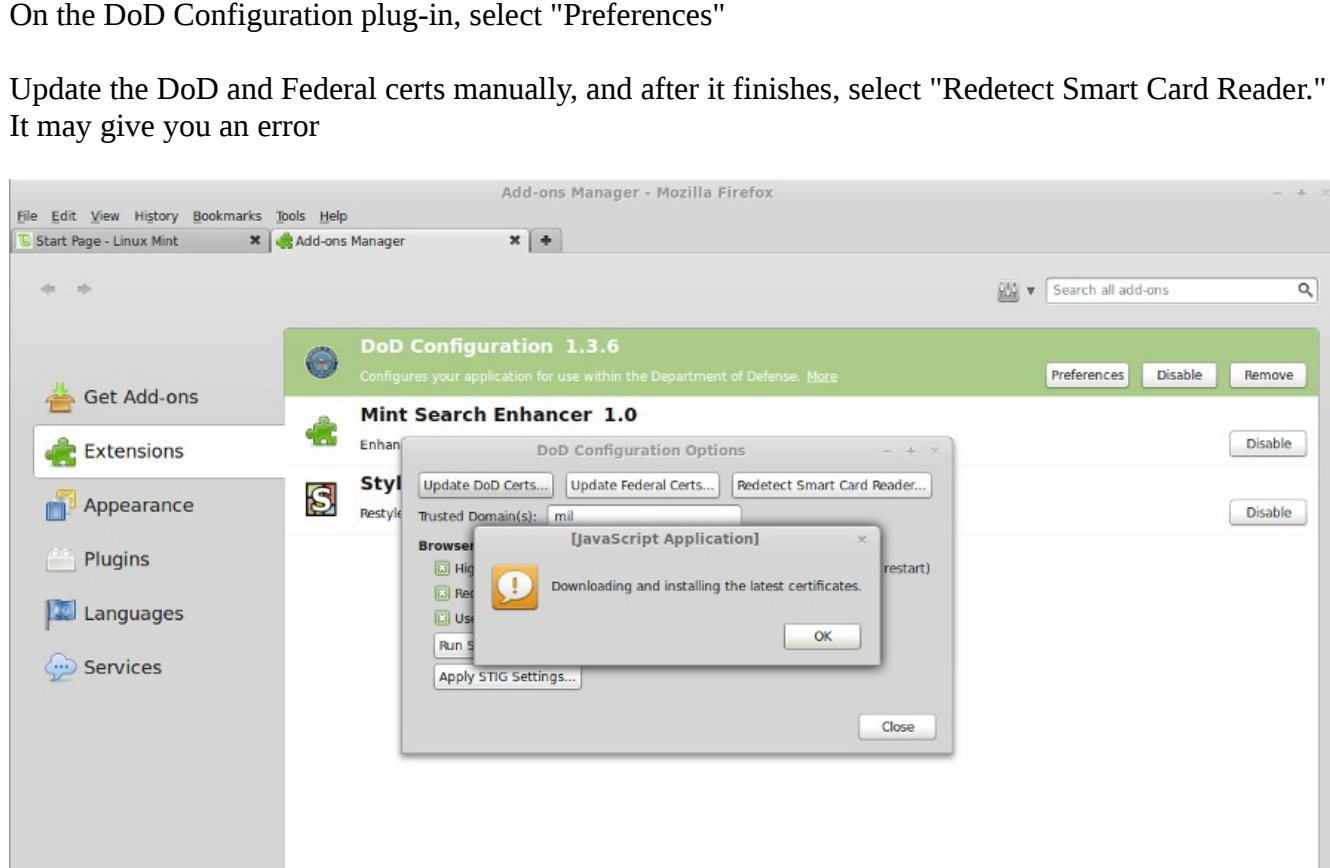 On the DoD Configuration plug-in, select "Preferences"
Update the DoD and Federal certs manually, and after it finishes, select "Redetect Smart Card Reader."
It may give you an error
Add-ons Manager - Mozilla Firefox
File Edit View History Bookmarks Tools Help
Start Page - Linux Mint Add-ons Manager
Search all add-ons
DoD Configuration 1.3.6
Configures your application for use within the Department of Defense. More
Preferences Disable Remove
Get Add-ons
Extensions
Appearance
Plugins
Languages
Services
Mint Search Enhancer 1.0
Enhan
Disable
Styl
Restyle
Disable
DoD Configuration Options
Update DoD Certs... Update Federal Certs... Redetect Smart Card Reader...
Trusted Domain(s): mil
Browser
Hig restart)
Rec
Use
Run S
Apply STIG Settings...
Close
[JavaScript Application]
Downloading and installing the latest certificates.
OK